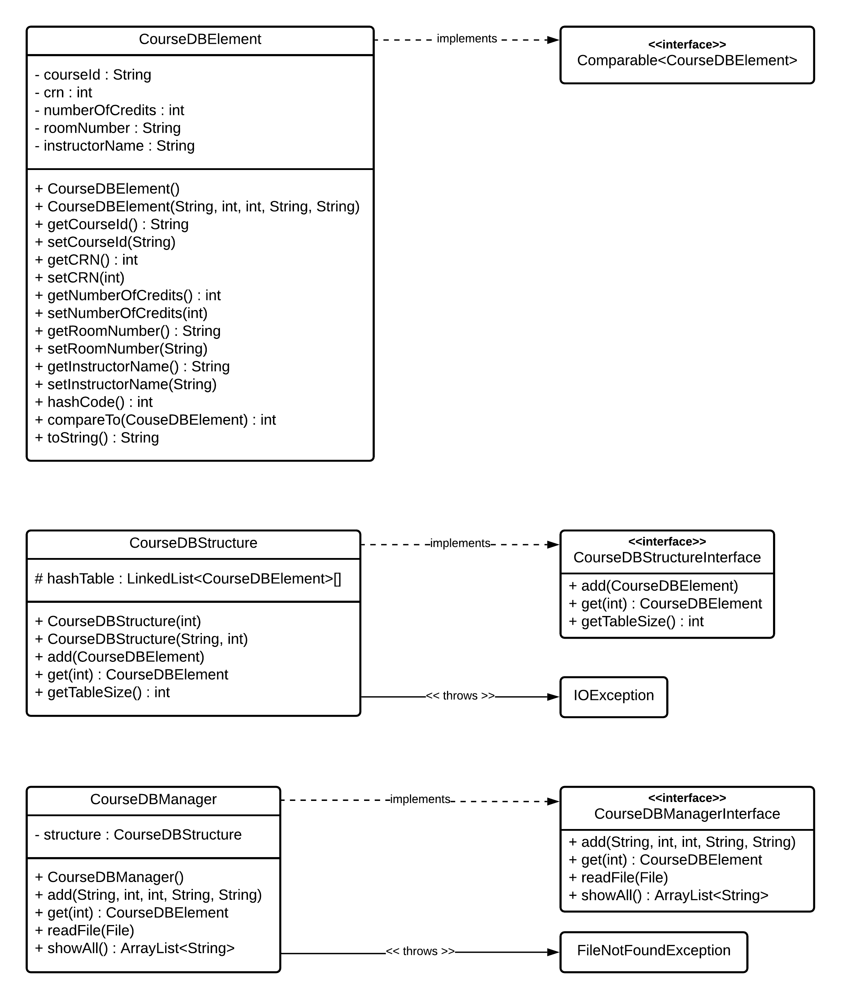 CourseDBElement
- courseId : String
- crn : int
- numberOfCredits : int
- roomNumber : String
- instructorName : String
+ CourseDBElement()
+ CourseDBElement(String, int, int, String, String)
+ getCourseId() : String
+ setCourseId(String)
+ getCRN() : int
+ setCRN(int)
+ getNumberOfCredits() : int
+ setNumberOfCredits(int)
+ getRoomNumber() : String
+ setRoomNumber(String)
+ getInstructorName() : String
+ setInstructorName(String)
+ hashCode() : int
+ compareTo(CouseDBElement) : int
+ toString() : String
implements
<<interface>>
Comparable<CourseDBElement>
CourseDBStructure
# hashTable : LinkedList<CourseDBElement>[]
+ CourseDBStructure(int)
+ CourseDBStructure(String, int)
+ add(CourseDBElement)
+ get(int) : CourseDBElement
+ getTableSize() : int
implements
<<interface>>
CourseDBStructureInterface
+ add(CourseDBElement)
+ get(int) : CourseDBElement
+ getTableSize() : int
<< throws >>
IOException
CourseDBManager
- structure : CourseDBStructure
+ CourseDBManager()
+ add(String, int, int, String, String)
+ get(int) : CourseDBElement
+ readFile(File)
+ showAll() : ArrayList<String>
implements
<<interface>>
CourseDBManagerInterface
+ add(String, int, int, String, String)
+ get(int) : CourseDBElement
+ readFile(File)
+ showAll() : ArrayList<String>
<< throws >>
FileNotFoundException